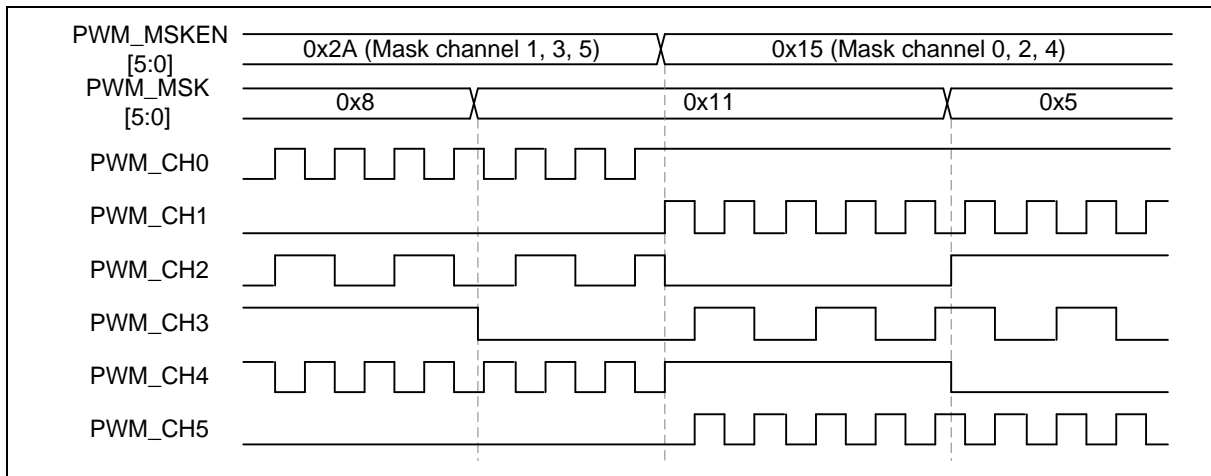 PWM_MSKEN
[5:0]
0x2A (Mask channel 1, 3, 5)
0x15 (Mask channel 0, 2, 4)
PWM_MSK
[5:0]
0x8
0x11
0x5
PWM_CH0
PWM_CH1
PWM_CH2
PWM_CH3
PWM_CH4
PWM_CH5